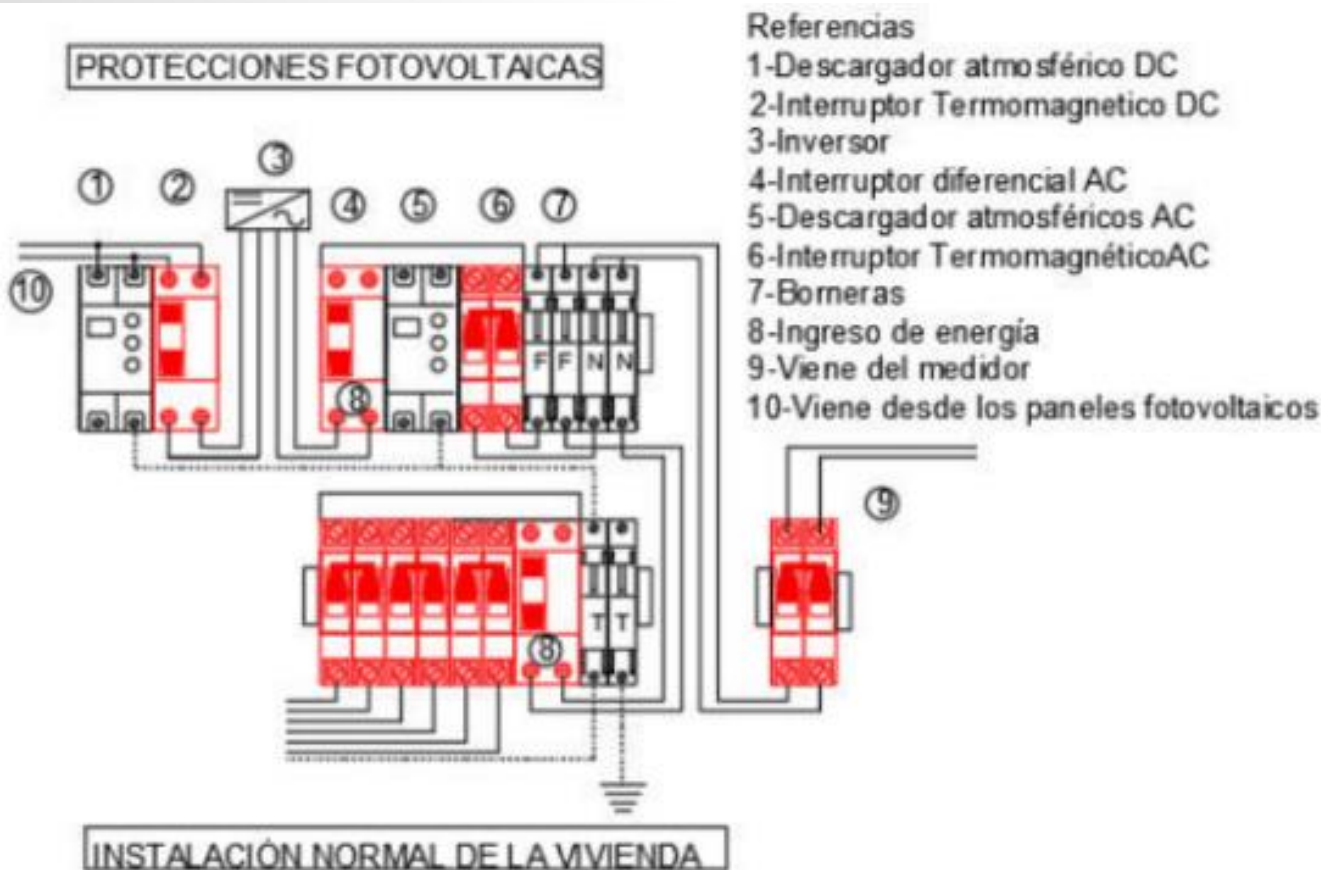 PROTECCIONES FOTOVOLTAICAS
Referencias
1-Descargador atmosférico DC
2-Interruptor Termomagnetico DC
3-Inversor
4-Interruptor diferencial AC
5-Descargador atmosféricos AC
6-Interruptor TermomagnéticoAC
7-Borneras
8-Ingreso de energía
9-Viene del medidor
10-Viene desde los paneles fotovoltaicos
1 2 3 4 5 6 7
10
F F N N
8
9
T T
8
INSTALACIÓN NORMAL DE LA VIVIENDA